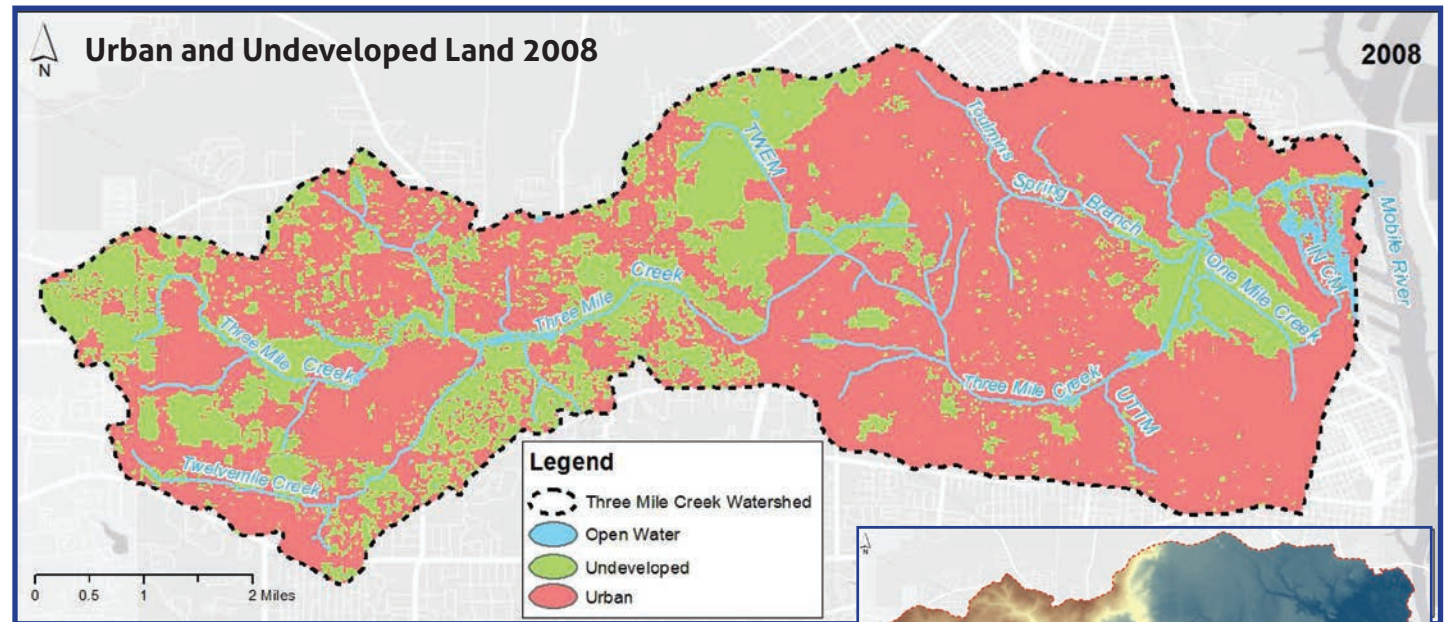 N
Urban and Undeveloped Land 2008
2008
TWEM
Toulmins
Spring
Branch
Mobile River
IN CM
One Mile Creek
Creek
Three Mile
Three Mile
Creek
Three Mile Creek
UTTM
Twelvemile Creek
Legend
Three Mile Creek Watershed
Open Water
Undeveloped
Urban
0 0.5 1 2 Miles
N